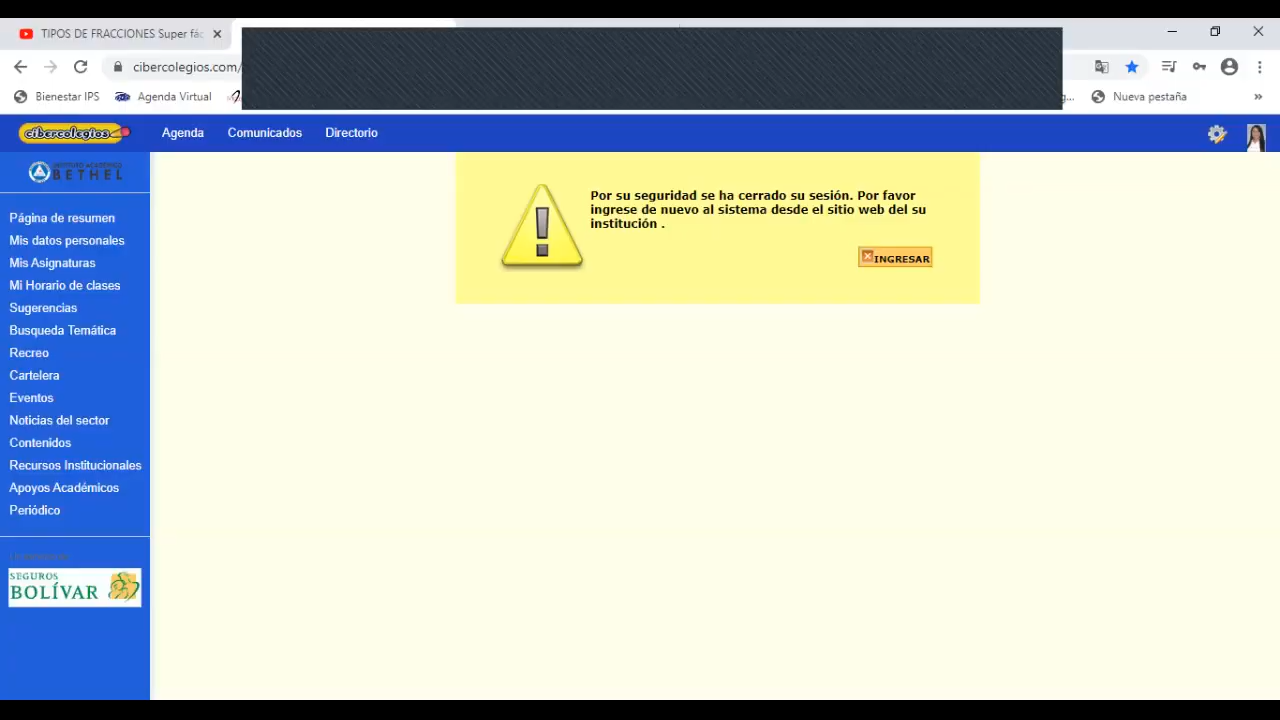 TIPOS DE FRACCIONES Super fác
cibercolegios.com/
Bienestar IPS
Agenda Virtual
g...
Nueva pestaña
»
cibercolegios
Agenda
Comunicados
Directorio
INSTITUTO ACADÉMICO
BETHEL
Por su seguridad se ha cerrado su sesión. Por favor
ingrese de nuevo al sistema desde el sitio web del su
institución .
INGRESAR
Página de resumen
Mis datos personales
Mis Asignaturas
Mi Horario de clases
Sugerencias
Busqueda Temática
Recreo
Cartelera
Eventos
Noticias del sector
Contenidos
Recursos Institucionales
Apoyos Académicos
Periódico
SEGUROS
BOLÍVAR